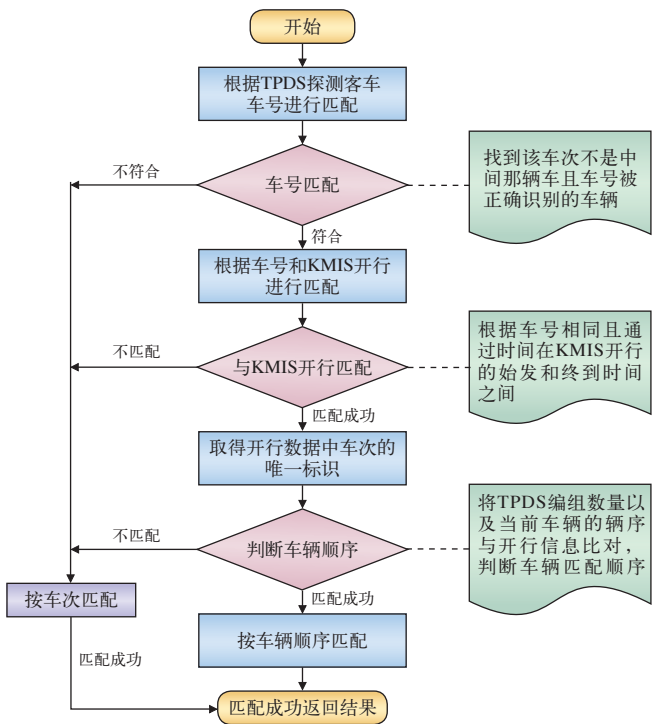 开始
根据TPDS探测客车
车号进行匹配
不符合
车号匹配
找到该车次不是中
间那辆车且车号被
正确识别的车辆
符合
根据车号和KMIS开行
进行匹配
不匹配
与KMIS开行匹配
根据车号相同且通
过时间在KMIS开行
的始发和终到时间
之间
匹配成功
取得开行数据中车次的
唯一标识
不匹配
判断车辆顺序
将TPDS编组数量以
及当前车辆的辆序
与开行信息比对，
判断车辆匹配顺序
匹配成功
按车次匹配
按车辆顺序匹配
匹配成功
匹配成功返回结果